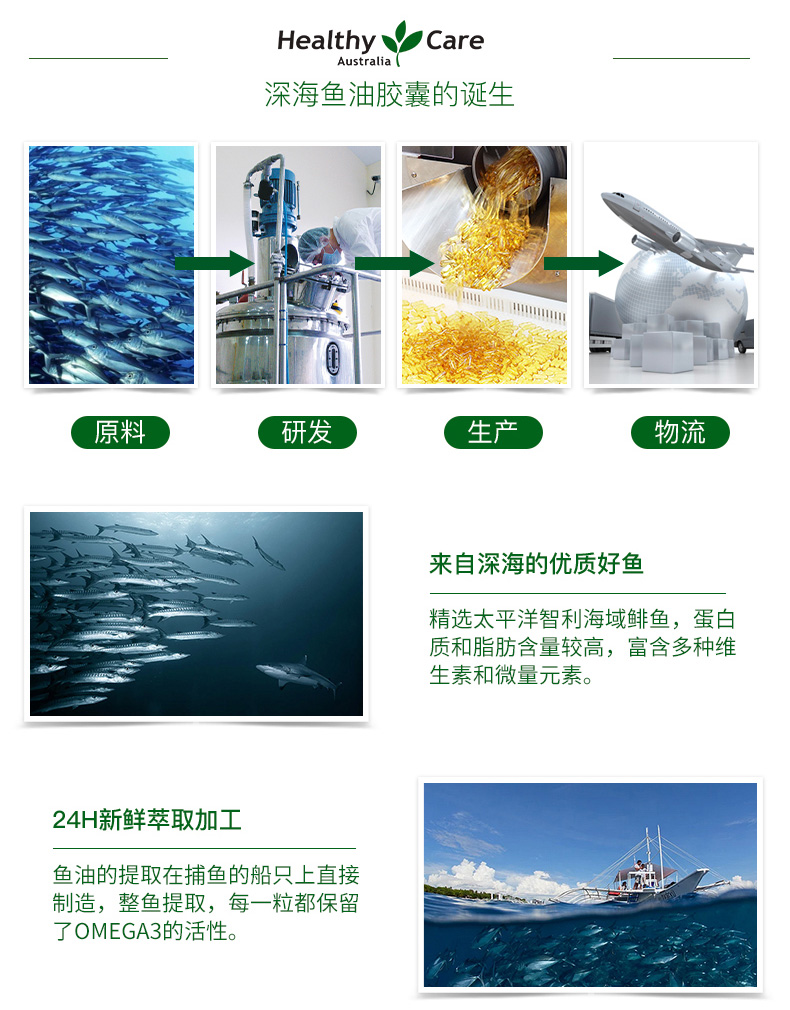 Healthy Care
Australia
深海鱼油胶囊的诞生
原料
研发
生产
物流
来自深海的优质好鱼
精选太平洋智利海域鲱鱼，蛋白
质和脂肪含量较高，富含多种维
生素和微量元素。
24H新鲜萃取加工
鱼油的提取在捕鱼的船只上直接
制造，整鱼提取，每一粒都保留
了OMEGA3的活性。